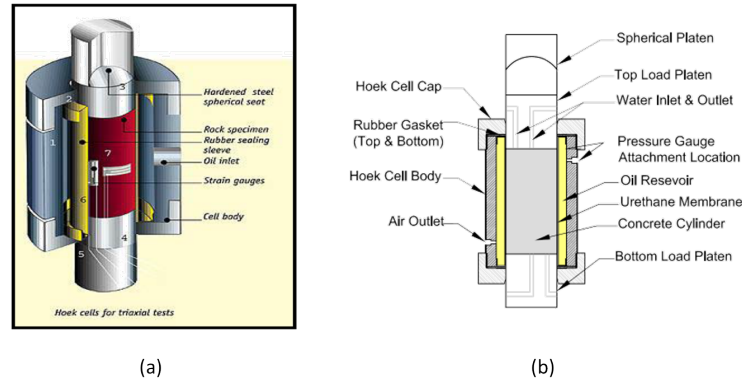 3
2
1
7
6
4
5
Hardened steel
spherical seat
Rock specimen
Rubber sealing
sleeve
Oil inlet
Strain gauges
Cell body
Hoek cells for triaxial tests
(a)
Spherical Platen
Top Load Platen
Hoek Cell Cap
Water Inlet & Outlet
Rubber Gasket
(Top & Bottom)
Pressure Gauge
Attachment Location
Hoek Cell Body
Oil Resevoir
Urethane Membrane
Air Outlet
Concrete Cylinder
Bottom Load Platen
(b)